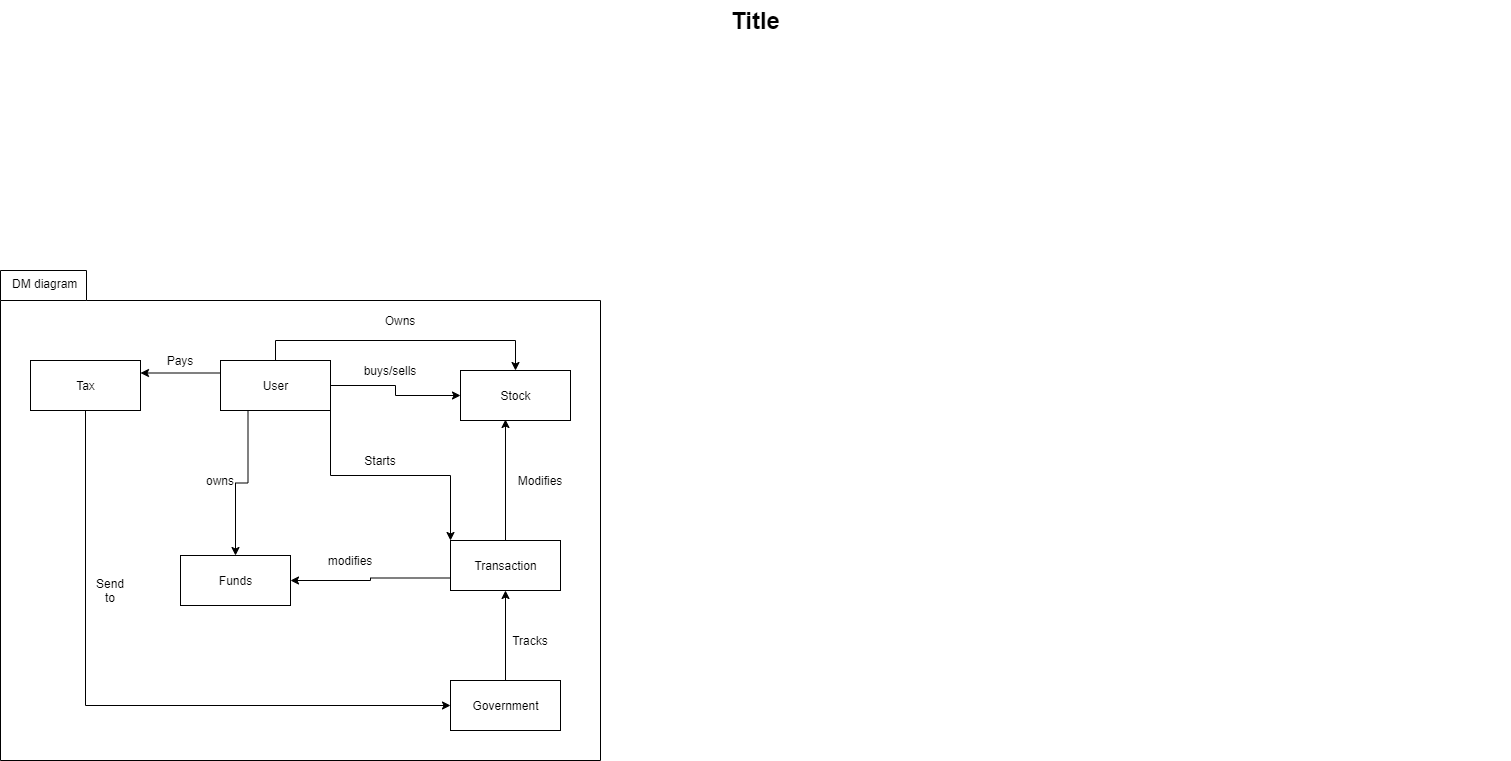 Title
DM diagram
Owns
Pays
buys/sells
Tax
User
Stock
Starts
owns
Modifies
modifies
Transaction
Funds
Send
to
Tracks
Government